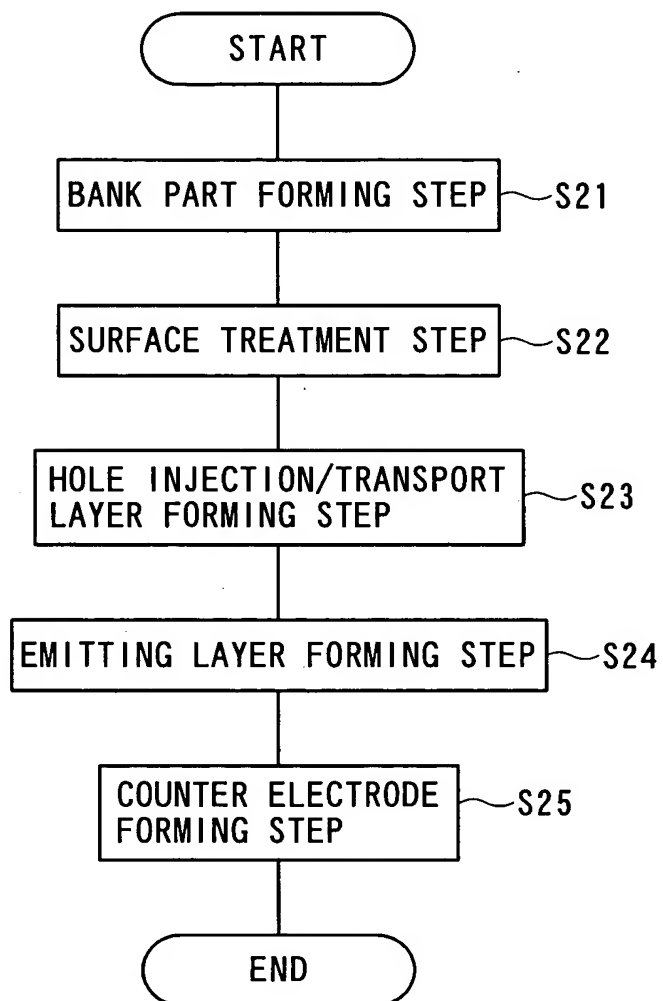 START
BANK PART FORMING STEP
S21
SURFACE TREATMENT STEP
S22
HOLE INJECTION/TRANSPORT
LAYER FORMING STEP
S23
EMITTING LAYER FORMING STEP
S24
COUNTER ELECTRODE
FORMING STEP
S25
END